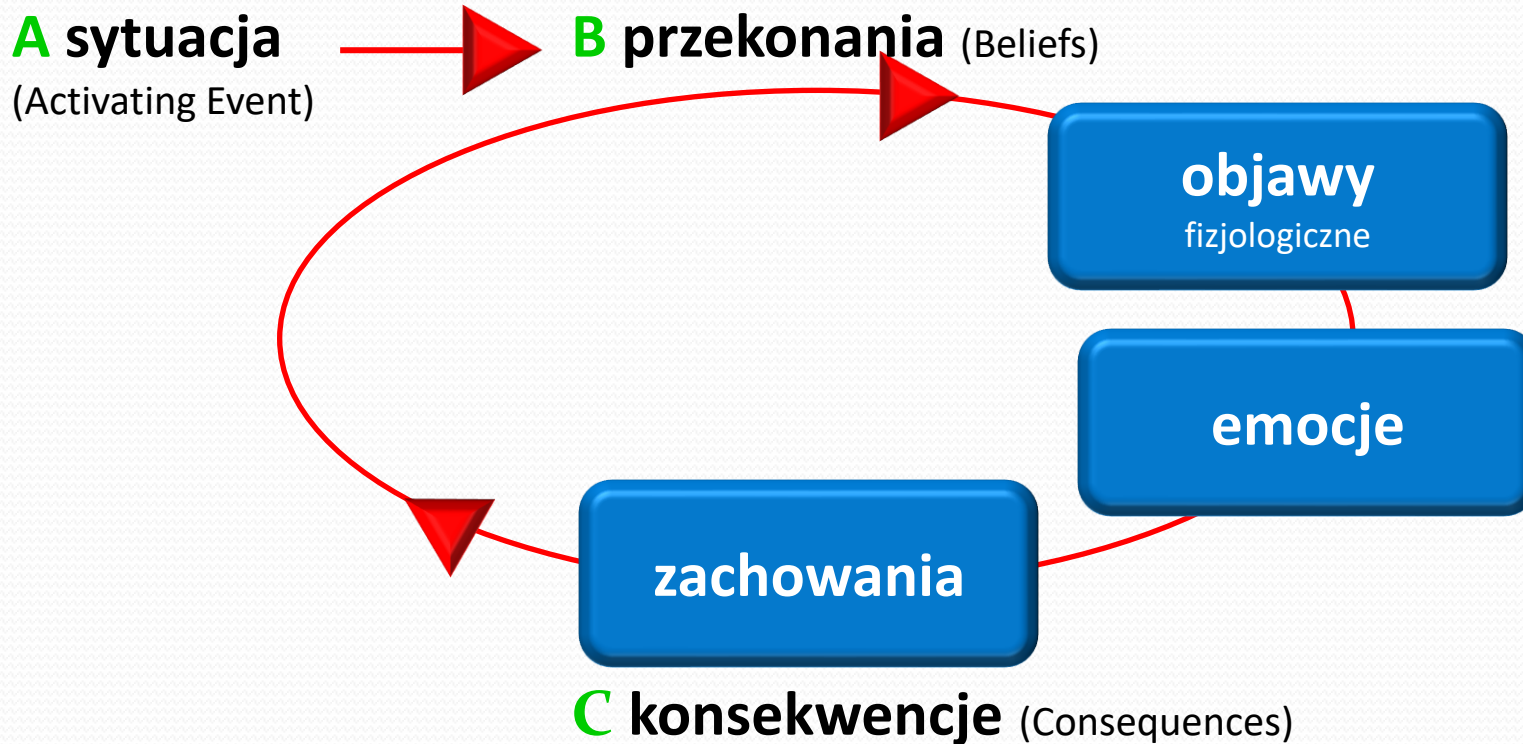 A sytuacja
(Activating Event)
B przekonania (Beliefs)
objawy
fizjologiczne
emocje
zachowania
C konsekwencje (Consequences)